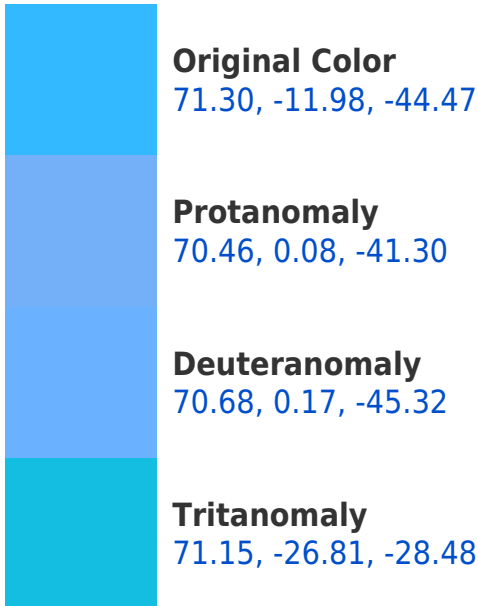 Original Color
71.30, -11.98, -44.47
Protanomaly
70.46, 0.08, -41.30
Deuteranomaly
70.68, 0.17, -45.32
Tritanomaly
71.15, -26.81, -28.48